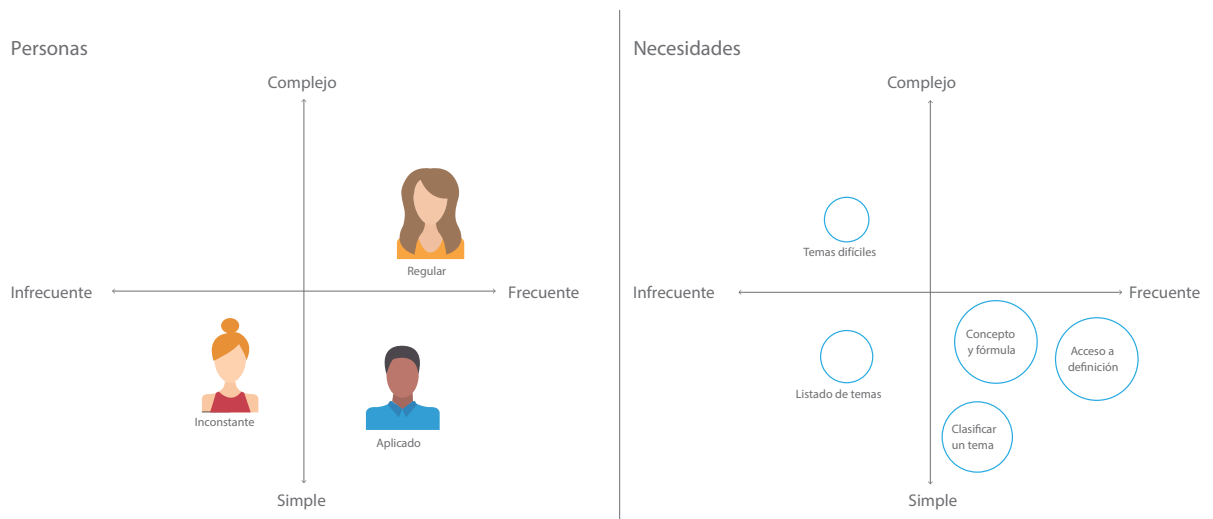 Personas
Complejo
Regular
Infrecuente
Frecuente
Inconstante
Aplicado
Simple
Necesidades
Complejo
Temas difíciles
Infrecuente
Frecuente
Concepto
y fórmula
Acceso a
definición
Listado de temas
Clasificar
un tema
Simple